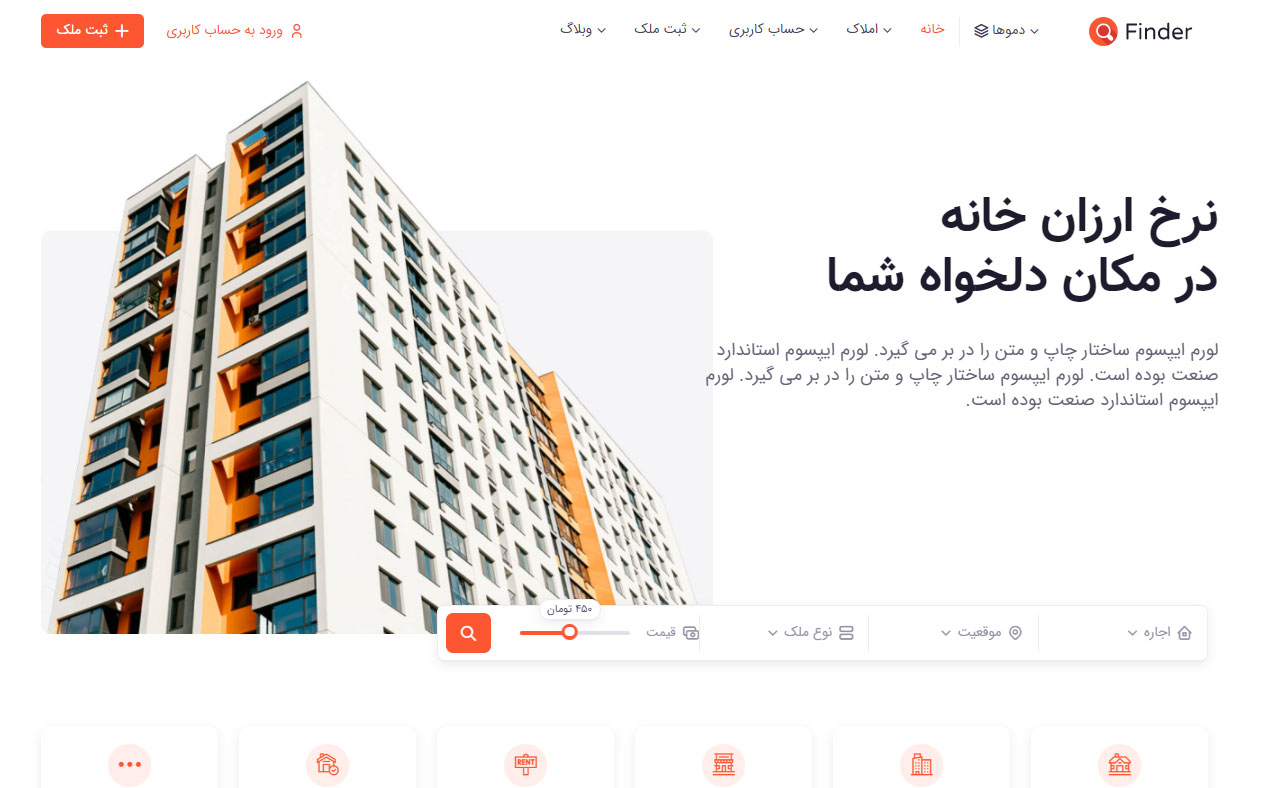 Finder
دموها
خانه
املاک
حساب کاربری
ثبت ملک
وبلاگ
ورود به حساب کاربری
ثبت ملک
نرخ ارزان خانه
در مکان دلخواه شما
لورم ایپسوم ساختار چاپ و متن را در بر می گیرد. لورم ایپسوم استاندارد
صنعت بوده است. لورم ایپسوم ساختار چاپ و متن را در بر می گیرد. لورم
ایپسوم استاندارد صنعت بوده است.
اجاره
موقعیت
نوع ملک
قیمت
۴۵۰ تومان
RENT